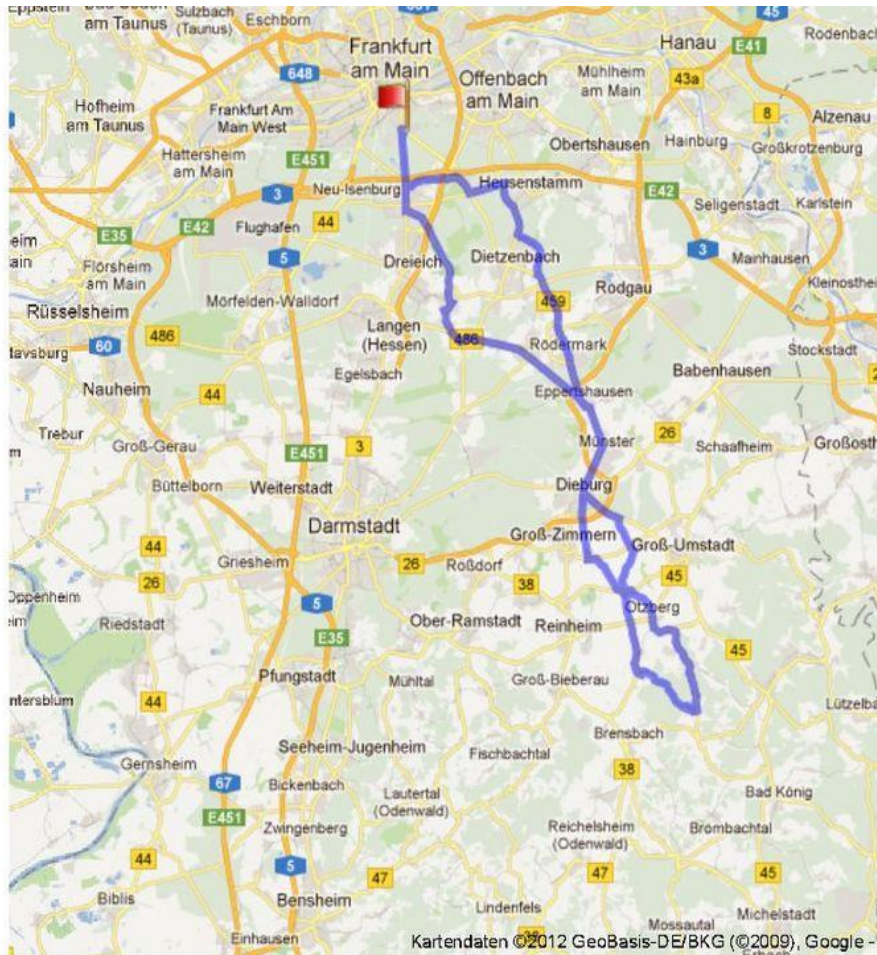 Eppstein
Bad Soden
am Taunus
Sulzbach
(Taunus)
Eschborn
661
45
Frankfurt
am Main
Hanau
E41
Rodenbach
648
Offenbach
am Main
Mühlheim
am Main
43a
Hofheim
am Taunus
Frankfurt Am
Main West
8
Alzenau
Obertshausen
Hainburg
Großkrotzenburg
Hattersheim
am Main
E451
3
Neu-Isenburg
Heusenstamm
E42
Seligenstadt
Karlstein
E35
E42
Flughafen
44
5
3
Mainhausen
Flörsheim
am Main
Dreieich
Dietzenbach
Rodgau
Kleinostheim
Mörfelden-Walldorf
459
Rüsselsheim
486
Langen
(Hessen)
486
Rödermark
60
Stockstadt
Nauheim
Egelsbach
Eppertshausen
Babenhausen
44
Trebur
Groß-Gerau
3
Münster
26
Schaafheim
Büttelborn
E451
Weiterstadt
Dieburg
Darmstadt
Groß-Zimmern
Groß-Umstadt
44
Griesheim
26
Roßdorf
45
26
5
38
Otzberg
Oppenheim
Riedstadt
E35
Ober-Ramstadt
Reinheim
45
Pfungstadt
Mühltal
Groß-Bieberau
44
Brensbach
Seeheim-Jugenheim
Fischbachtal
Gernsheim
38
67
Bickenbach
Lautertal
(Odenwald)
Bad König
E451
Zwingenberg
Reichelsheim
(Odenwald)
Brombachtal
44
5
47
47
45
Biblis
Bensheim
Lindenfels
Michelstadt
Mossautal
Einhausen
38
Kartendaten ©2012 GeoBasis-DE/BKG (©2009), Google -